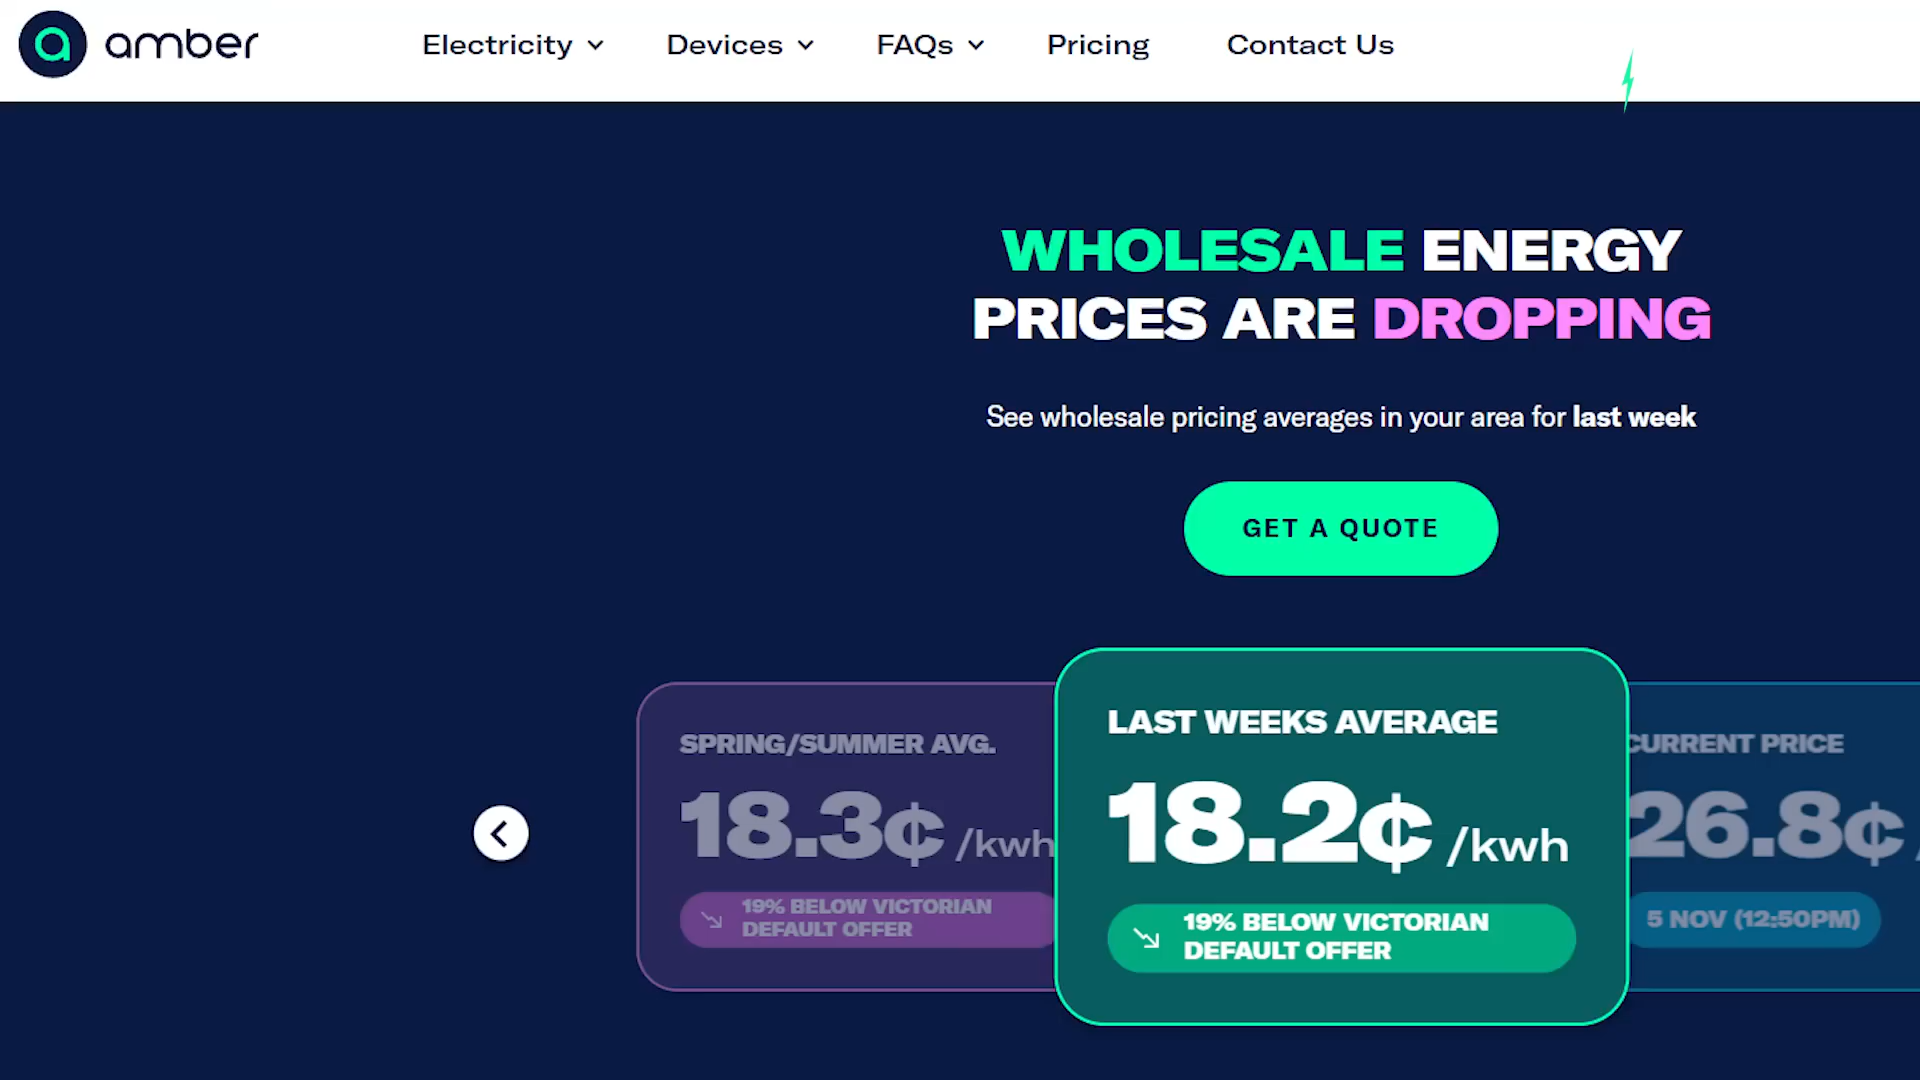 amber
Electricity
Devices
FAQs
Pricing
Contact Us
WHOLESALE ENERGY
PRICES ARE DROPPING
See wholesale pricing averages in your area for last week
GET A QUOTE
SPRING/SUMMER AVG.
18.3¢ /kwh
19% BELOW VICTORIAN
DEFAULT OFFER
LAST WEEKS AVERAGE
18.2¢ /kwh
19% BELOW VICTORIAN
DEFAULT OFFER
CURRENT PRICE
26.8¢ /
5 NOV (12:50PM)